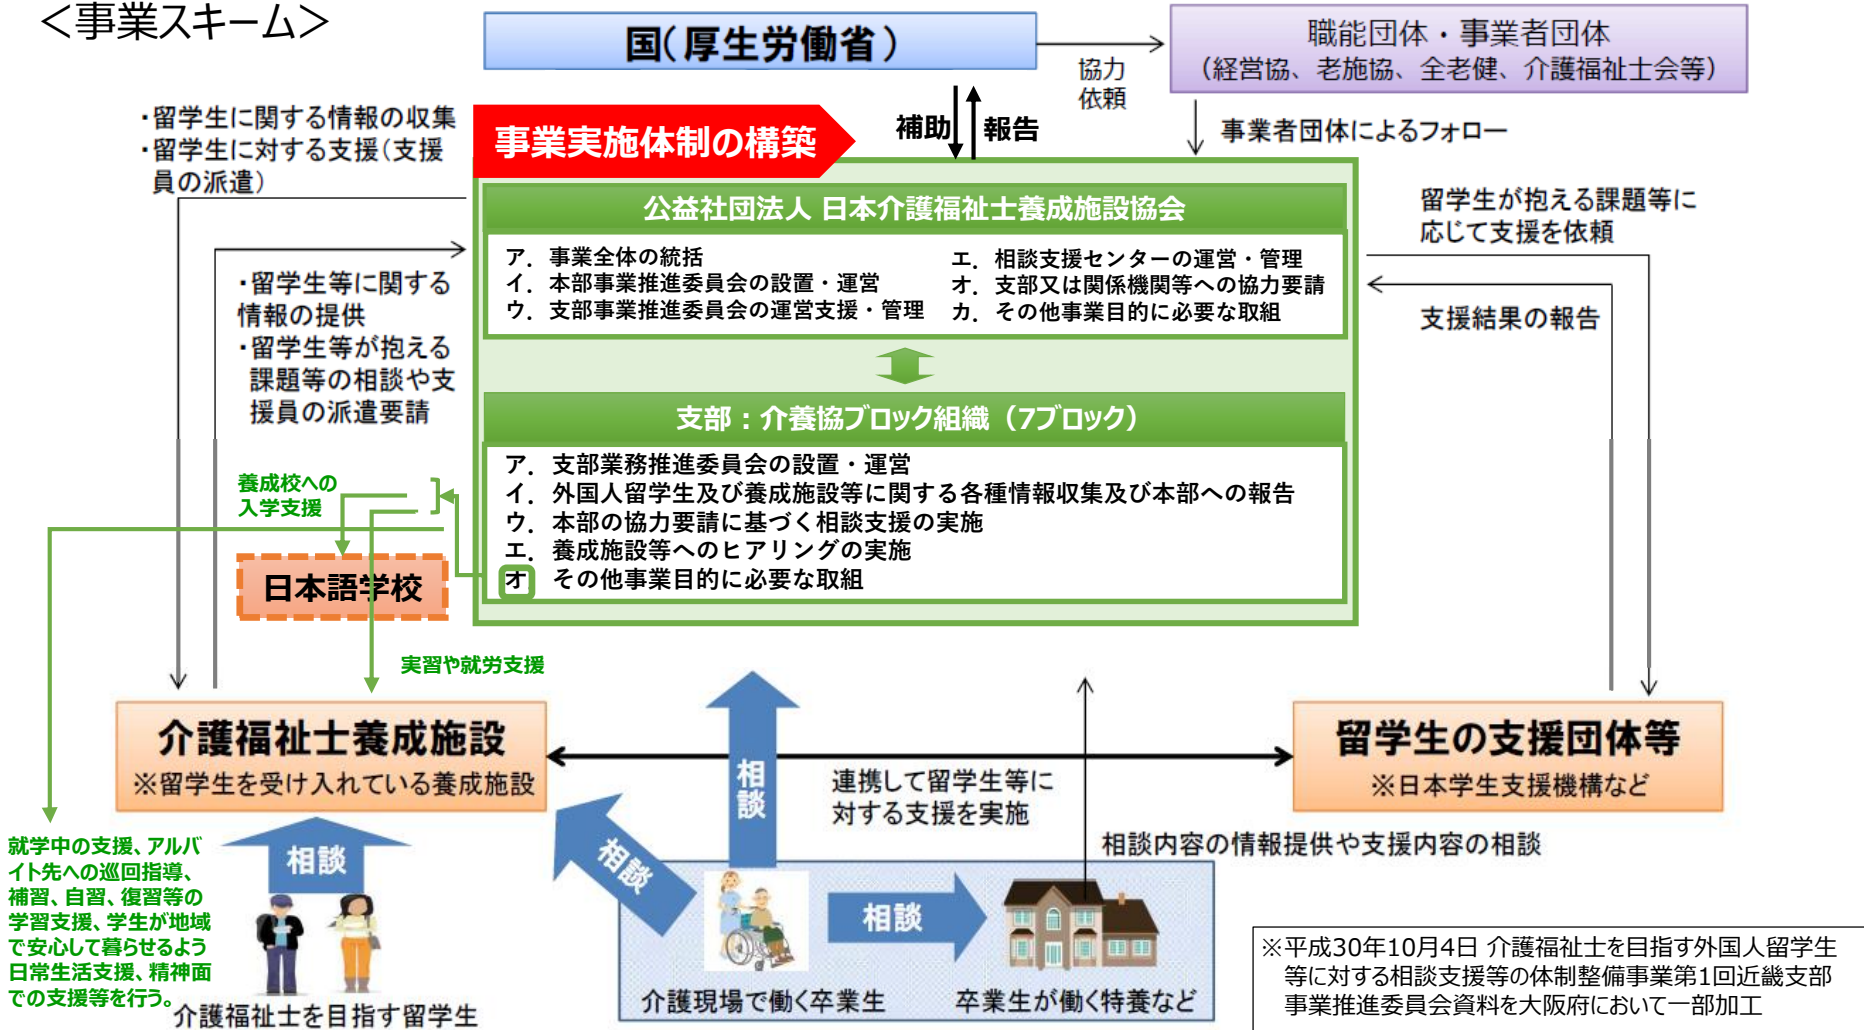 ＜事業スキーム＞
国（厚生労働省）
協力
依頼
職能団体・事業者団体
（経営協、老施協、全老健、介護福祉士会等）
・留学生に関する情報の収集
・留学生に対する支援（支援
員の派遣）
事業実施体制の構築
補助
報告
事業者団体によるフォロー
公益社団法人 日本介護福祉士養成施設協会
ア．事業全体の統括
イ．本部事業推進委員会の設置・運営
ウ．支部事業推進委員会の運営支援・管理
エ．相談支援センターの運営・管理
オ．支部又は関係機関等への協力要請
カ．その他事業目的に必要な取組
留学生が抱える課題等に
応じて支援を依頼
支援結果の報告
・留学生等に関する
情報の提供
・留学生等が抱える
課題等の相談や支
援員の派遣要請
支部：介養協ブロック組織（7ブロック）
ア．支部業務推進委員会の設置・運営
イ．外国人留学生及び養成施設等に関する各種情報収集及び本部への報告
ウ．本部の協力要請に基づく相談支援の実施
エ．養成施設等へのヒアリングの実施
オ その他事業目的に必要な取組
養成校への
入学支援
日本語学校
実習や就労支援
介護福祉士養成施設
※留学生を受け入れている養成施設
相談
連携して留学生等に
対する支援を実施
留学生の支援団体等
※日本学生支援機構など
相談内容の情報提供や支援内容の相談
就学中の支援、アルバ
イト先への巡回指導、
補習、自習、復習等の
学習支援、学生が地域
で安心して暮らせるよう
日常生活支援、精神面
での支援等を行う。
相談
介護福祉士を目指す留学生
相談
相談
介護現場で働く卒業生
卒業生が働く特養など
※平成30年10月4日 介護福祉士を目指す外国人留学生
等に対する相談支援等の体制整備事業第1回近畿支部
事業推進委員会資料を大阪府において一部加工